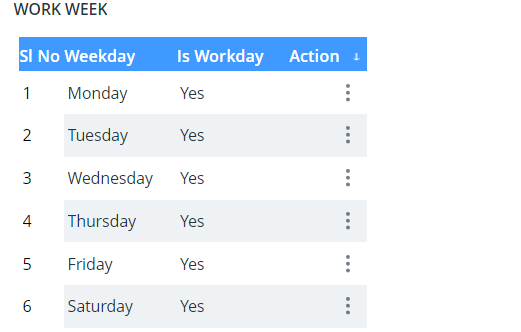 WORK WEEK
Sl No Weekday Is Workday Action ↓
1 Monday Yes
2 Tuesday Yes
3 Wednesday Yes
4 Thursday Yes
5 Friday Yes
6 Saturday Yes